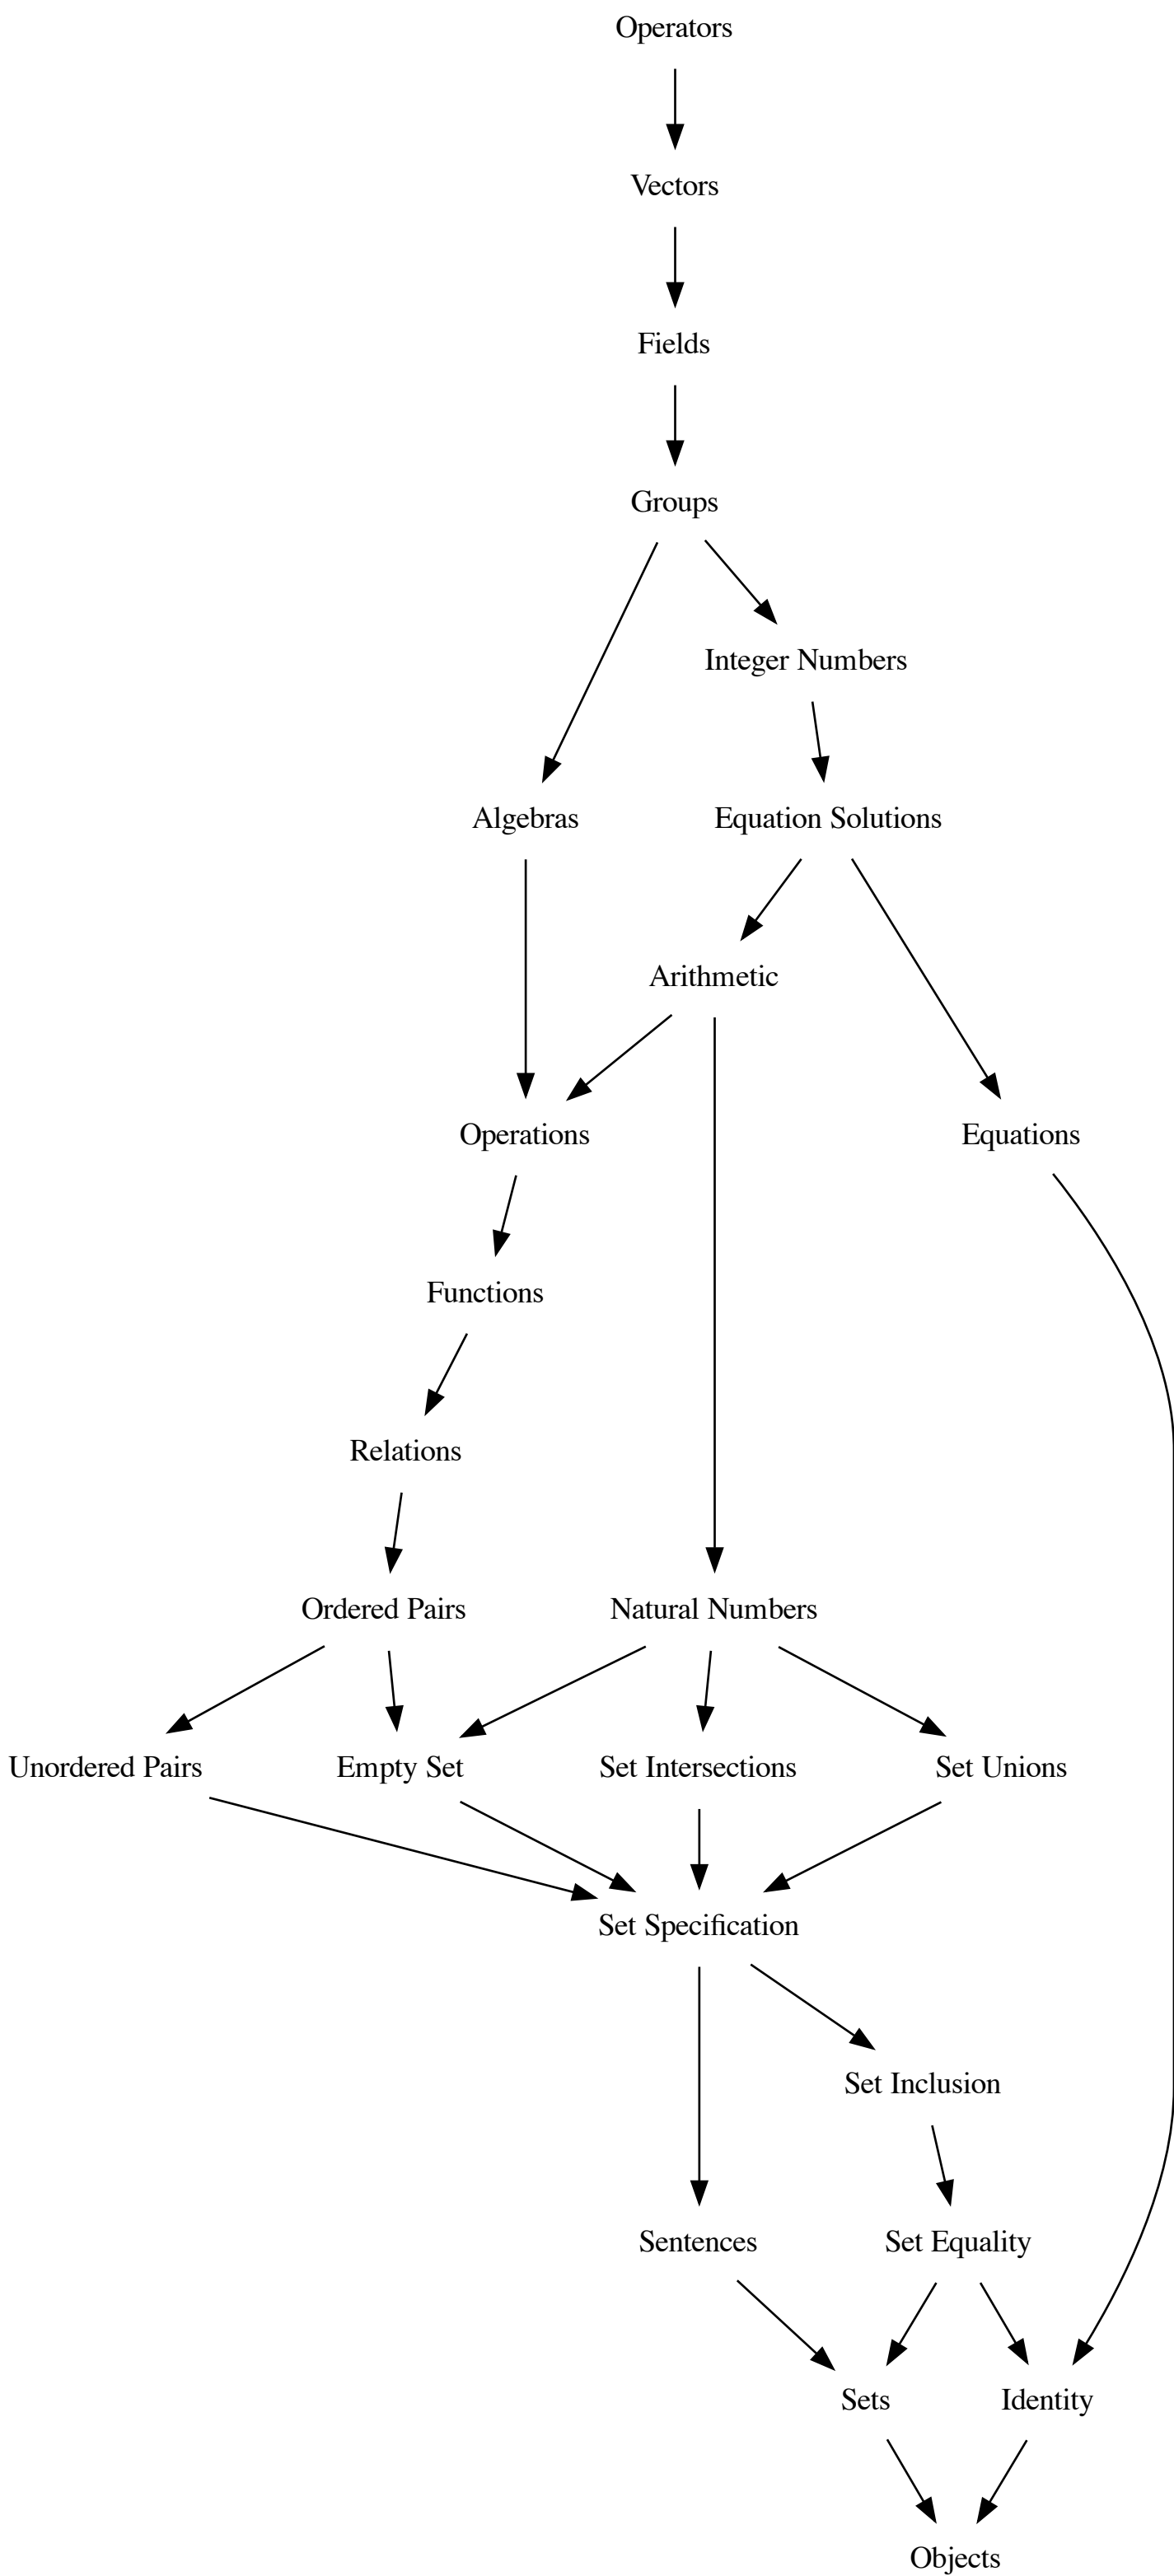 Operators
Vectors
Fields
Groups
Integer Numbers
Algebras
Equation Solutions
Arithmetic
Operations
Equations
Functions
Relations
Ordered Pairs
Natural Numbers
Unordered Pairs
Empty Set
Set Intersections
Set Unions
Set Specification
Set Inclusion
Sentences
Set Equality
Sets
Identity
Objects